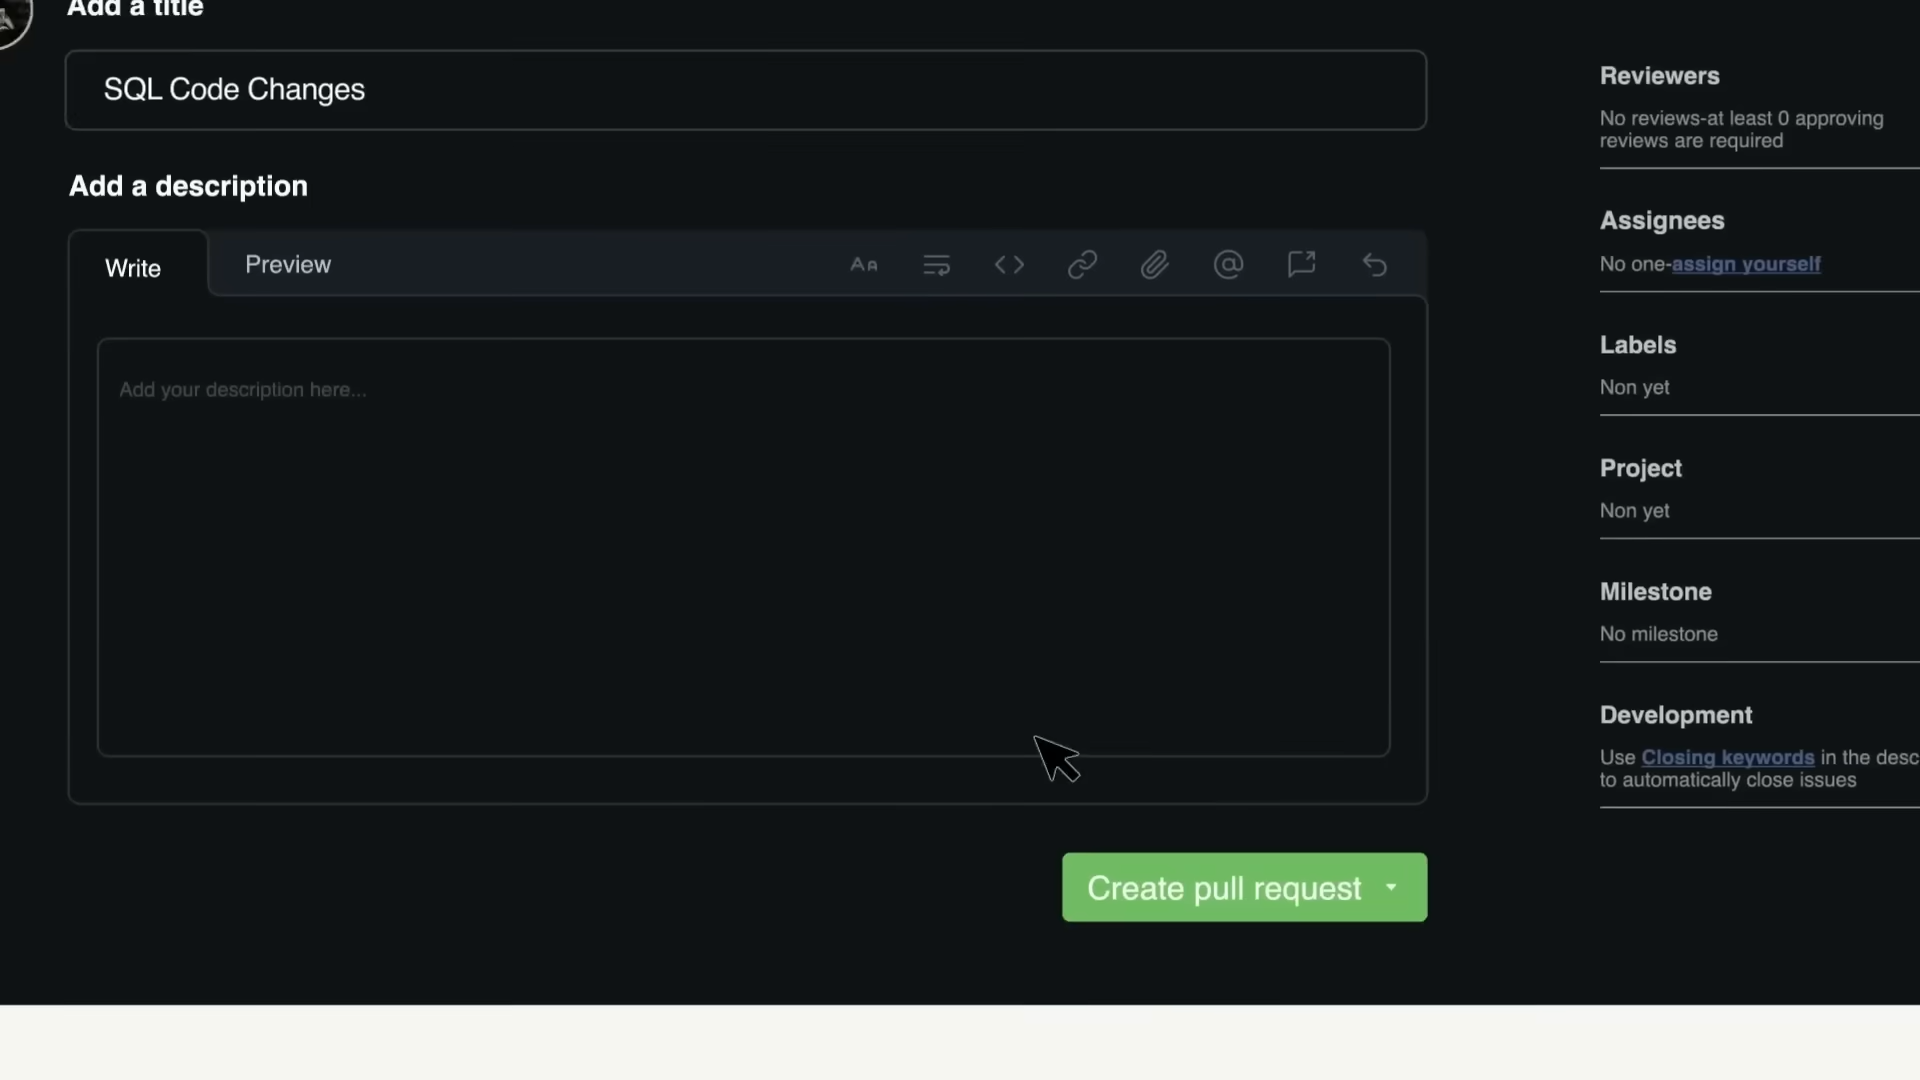 Add a title
SQL Code Changes
Add a description
Write
Preview
Add your description here...
Create pull request
Reviewers
No reviews-at least 0 approving
reviews are required
Assignees
No one-assign yourself
Labels
Non yet
Project
Non yet
Milestone
No milestone
Development
Use Closing keywords in the desc
to automatically close issues